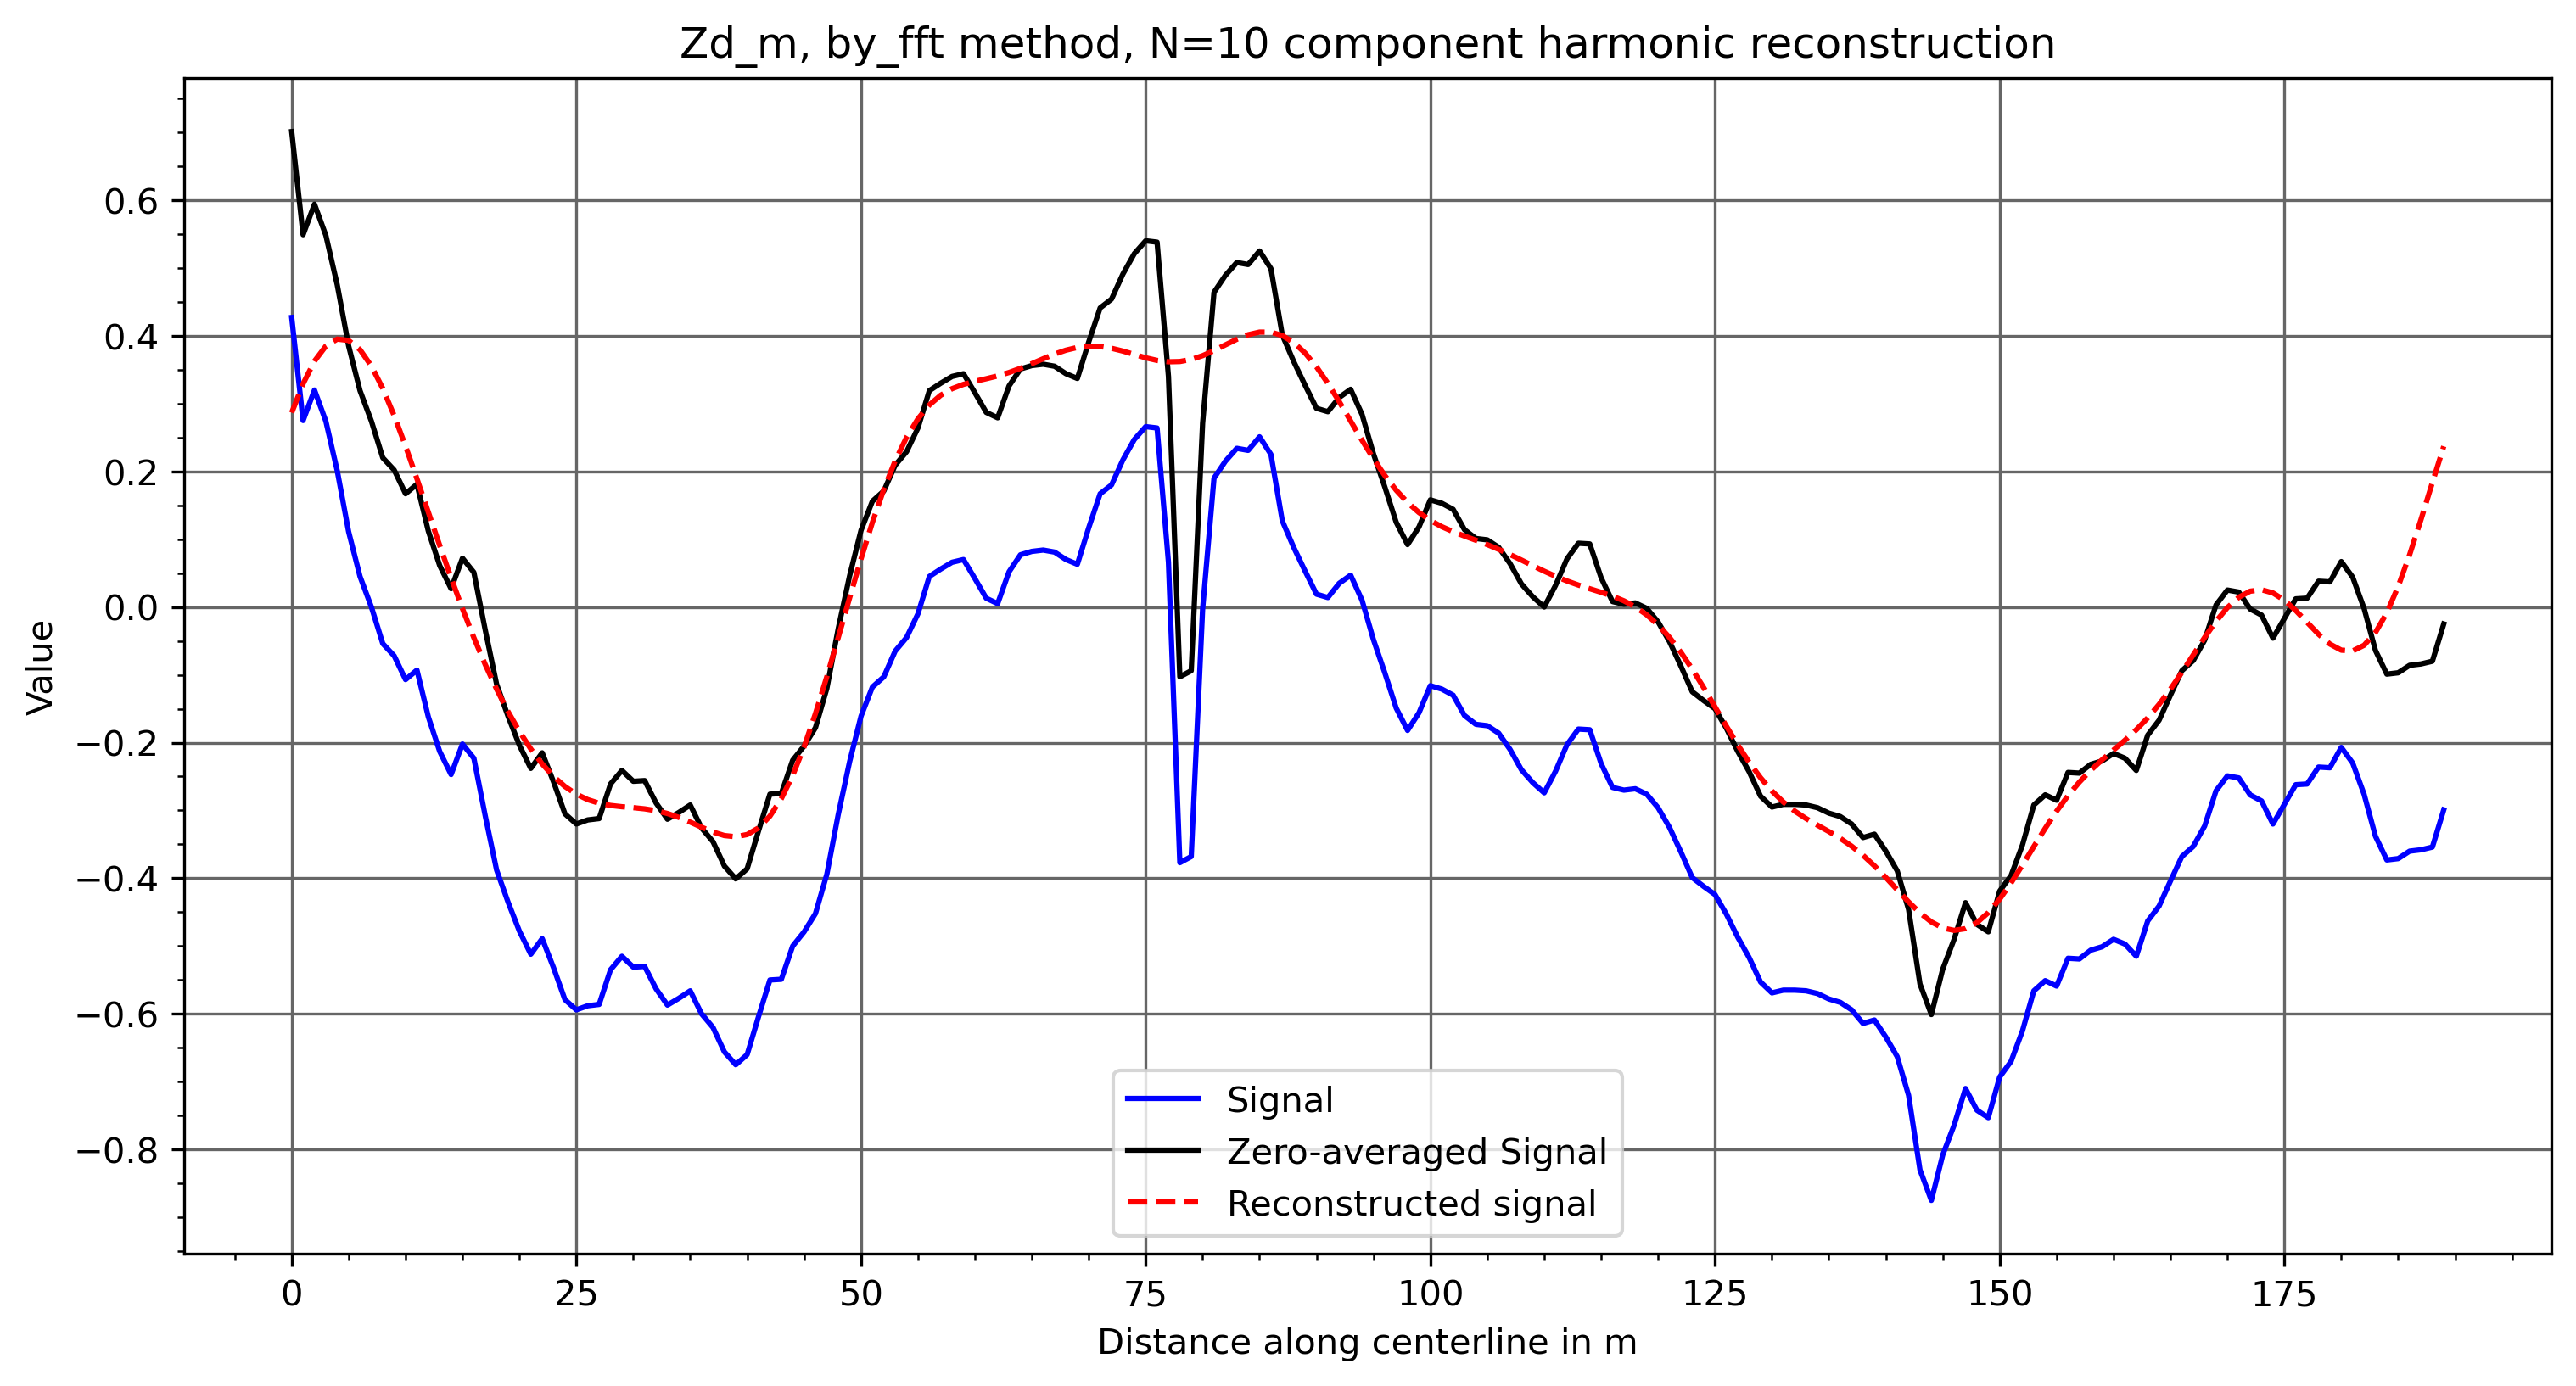 Zd_m, by_fft method, N=10 component harmonic reconstruction
Value
0.6
0.4
0.2
0.0
−0.2
−0.4
−0.6
−0.8
Signal
Zero-averaged Signal
Reconstructed signal
0 25 50 75 100 125 150 175
Distance along centerline in m